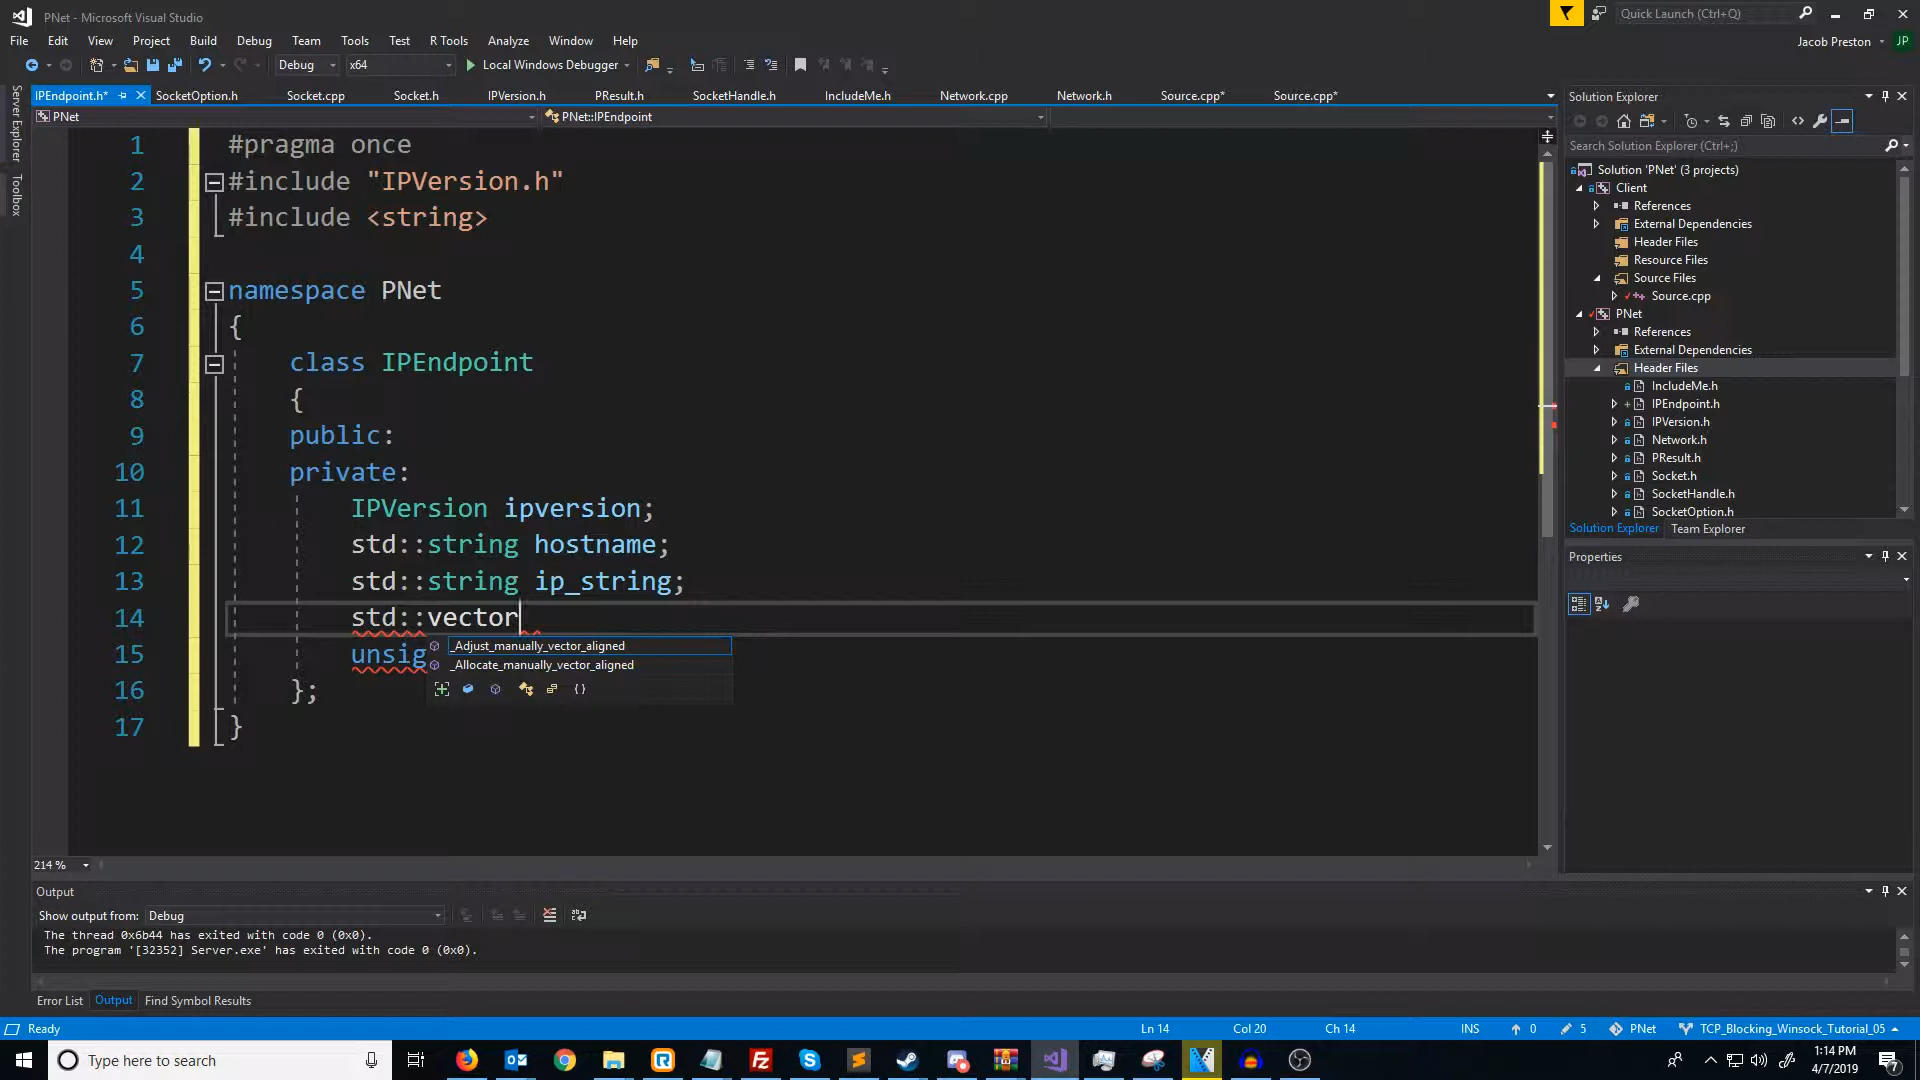 PNet - Microsoft Visual Studio
Quick Launch (Ctrl+Q)
File Edit View Project Build Debug Team Tools Test R Tools Analyze Window Help
Jacob Preston JP
Debug x64 Local Windows Debugger
Server Explorer
Toolbox
IPEndpoint.h* SocketOption.h Socket.cpp Socket.h IPVersion.h PResult.h SocketHandle.h IncludeMe.h Network.cpp Network.h Source.cpp* Source.cpp*
PNet PNet::IPEndpoint
1 #pragma once
2 #include "IPVersion.h"
3 #include <string>
4
5 namespace PNet
6 {
7 class IPEndpoint
8 {
9 public:
10 private:
11 IPVersion ipversion;
12 std::string hostname;
13 std::string ip_string;
14 std::vector
15 unsig
16 };
17 }
_Adjust_manually_vector_aligned
_Allocate_manually_vector_aligned
214 %
Solution Explorer
Search Solution Explorer (Ctrl+;)
Solution 'PNet' (3 projects)
Client
References
External Dependencies
Header Files
Resource Files
Source Files
Source.cpp
PNet
References
External Dependencies
Header Files
IncludeMe.h
IPEndpoint.h
IPVersion.h
Network.h
PResult.h
Socket.h
SocketHandle.h
SocketOption.h
Solution Explorer Team Explorer
Properties
Output
Show output from: Debug
The thread 0x6b44 has exited with code 0 (0x0).
The program '[32352] Server.exe' has exited with code 0 (0x0).
Error List Output Find Symbol Results
Ready Ln 14 Col 20 Ch 14 INS 0 5 PNet TCP_Blocking_Winsock_Tutorial_05
Type here to search
1:14 PM
4/7/2019
7